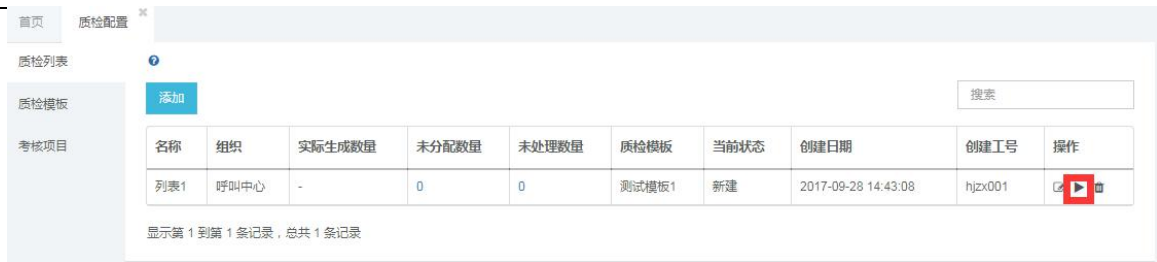 首页 质检配置
质检列表
质检模板
考核项目
添加
搜索
名称 组织 实际生成数量 未分配数量 未处理数量 质检模板 当前状态 创建日期 创建工号 操作
列表1 呼叫中心 - 0 0 测试模板1 新建 2017-09-28 14:43:08 hjzx001
显示第 1 到第 1 条记录，总共 1 条记录